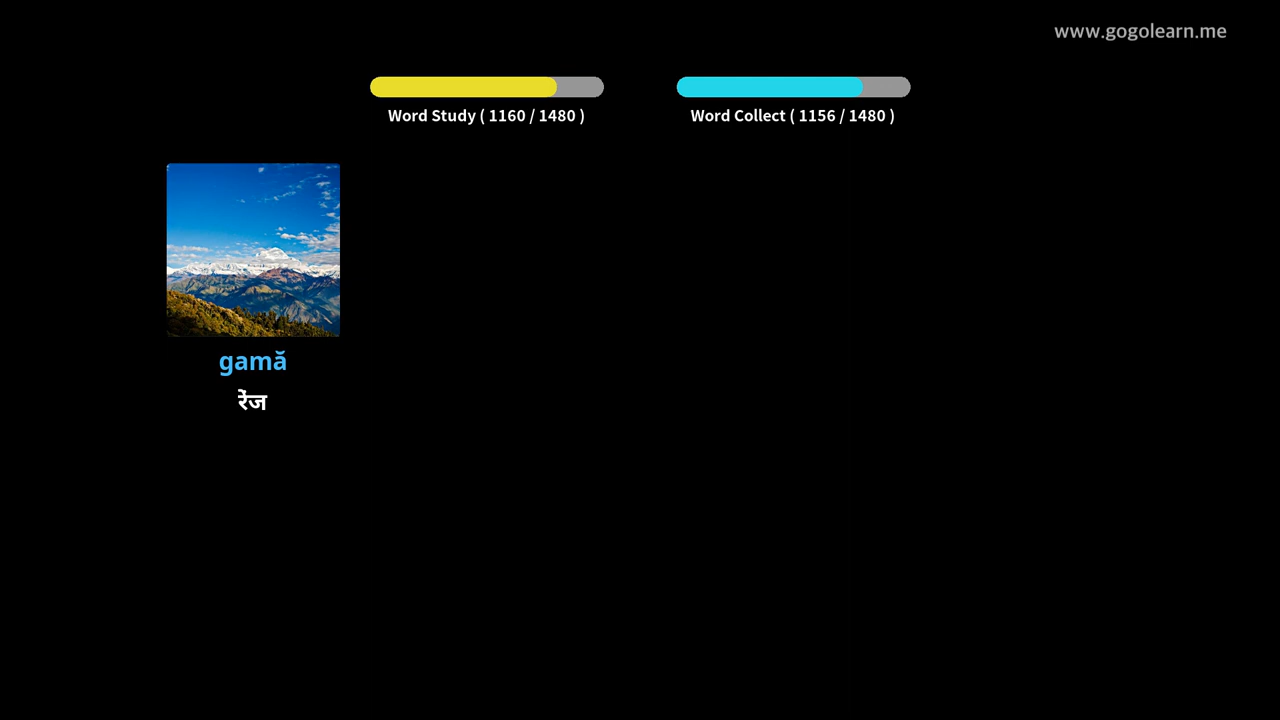 www.gogolearn.me
Word Study ( 1160 / 1480 )
Word Collect ( 1156 / 1480 )
gamă
रेंज